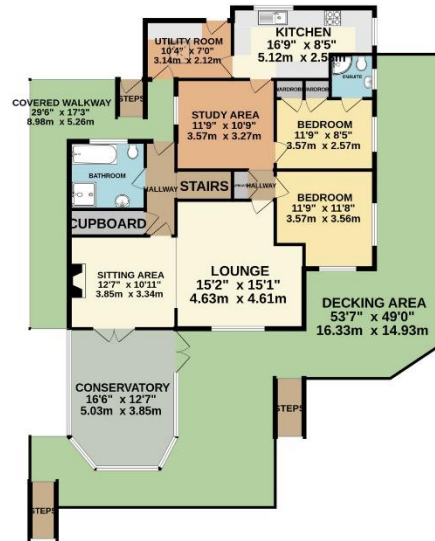 KITCHEN
16'9" x 8'5"
5.12m x 2.56m
UTILITY ROOM
10'4" x 7'0"
3.14m x 2.12m
ENSUITE
COVERED WALKWAY
29'6" x 17'3"
8.98m x 5.26m
STEPS
WARDROBE
WARDROBE
STUDY AREA
11'9" x 10'9"
3.57m x 3.27m
BEDROOM
11'9" x 8'5"
3.57m x 2.57m
BATHROOM
HALLWAY
STAIRS
HALLWAY
BEDROOM
11'9" x 11'8"
3.57m x 3.56m
CUPBOARD
SITTING AREA
12'7" x 10'11"
3.85m x 3.34m
LOUNGE
15'2" x 15'1"
4.63m x 4.61m
DECKING AREA
53'7" x 49'0"
16.33m x 14.93m
CONSERVATORY
16'6" x 12'7"
5.03m x 3.85m
STEPS
STEPS